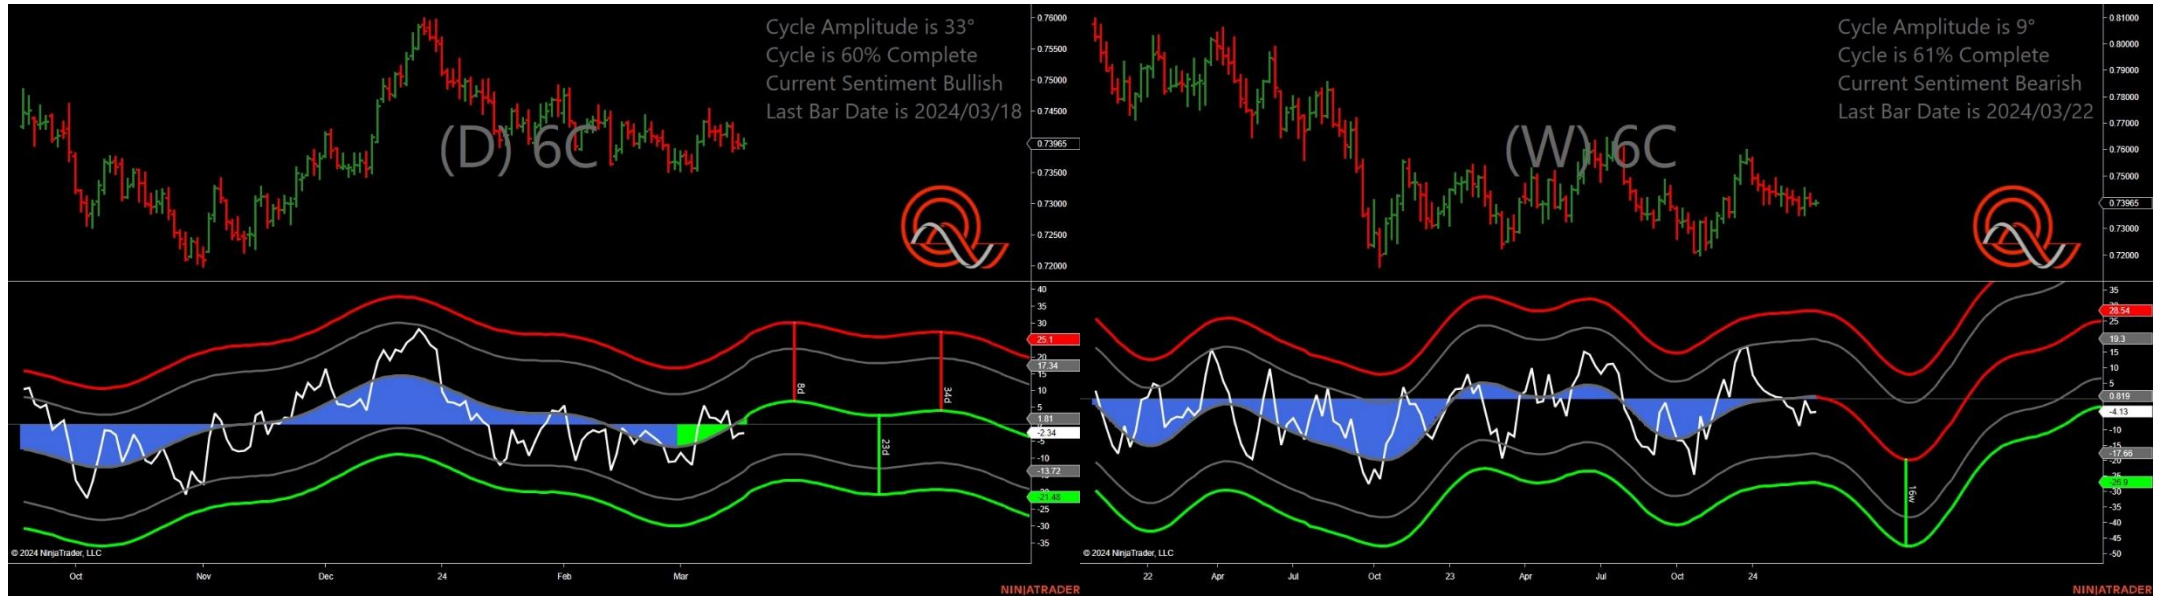 Cycle Amplitude is 33°
Cycle is 60% Complete
Current Sentiment Bullish
Last Bar Date is 2024/03/18
(D) 6C
0.76000
0.75500
0.75000
0.74500
0.73965
0.73500
0.73000
0.72500
0.72000
40
35
30
25.1
20
17.34
15
10
5
1.81
-2.34
-5
-10
-13.72
-21.48
-25
-30
-35
8d
23d
34d
© 2024 NinjaTrader, LLC
Oct
Nov
Dec
24
Feb
Mar
NINJATRADER
Cycle Amplitude is 9°
Cycle is 61% Complete
Current Sentiment Bearish
Last Bar Date is 2024/03/22
(W) 6C
0.81000
0.80000
0.79000
0.78000
0.77000
0.76000
0.75000
0.73965
0.73000
0.72000
35
28.54
25
19.3
15
10
5
0.819
-4.13
-10
-17.66
-20
-26.9
-30
-35
-40
-45
-50
16w
© 2024 NinjaTrader, LLC
22
Apr
Jul
Oct
23
Apr
Jul
Oct
24
NINJATRADER